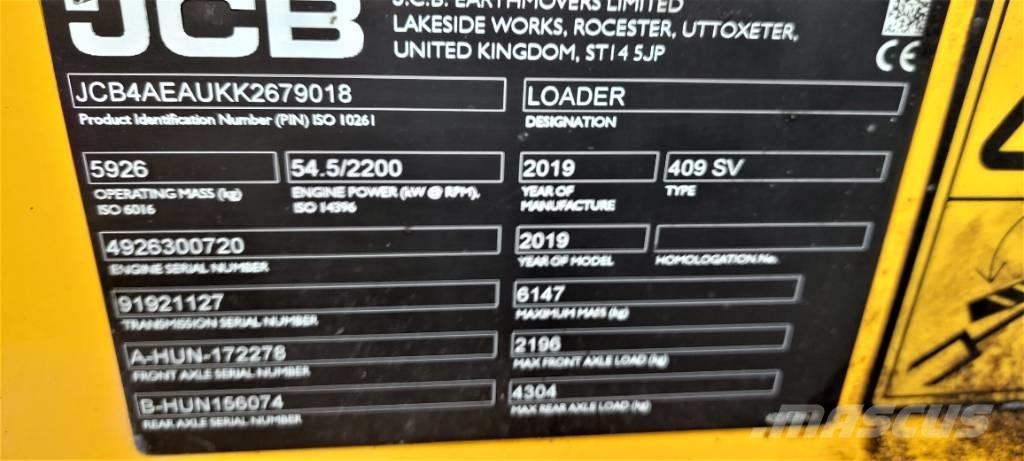 JCB
J.C.B. EARTHMOVERS LIMITED
LAKESIDE WORKS, ROCESTER, UTTOXETER,
UNITED KINGDOM, ST14 5JP
CE
JCB4AEAUKK2679018
Product Identification Number (PIN) ISO 10261
LOADER
DESIGNATION
5926
OPERATING MASS (kg)
ISO 6016
54.5/2200
ENGINE POWER (kW @ RPM),
ISO 14396
2019
YEAR OF
MANUFACTURE
409 SV
TYPE
4926300720
ENGINE SERIAL NUMBER
2019
YEAR OF MODEL
HOMOLOGATION No.
91921127
TRANSMISSION SERIAL NUMBER
6147
MAXIMUM MASS (kg)
A-HUN-172278
FRONT AXLE SERIAL NUMBER
2196
MAX FRONT AXLE LOAD (kg)
B-HUN156074
REAR AXLE SERIAL NUMBER
4304
MAX REAR AXLE LOAD (kg)
MASCUS